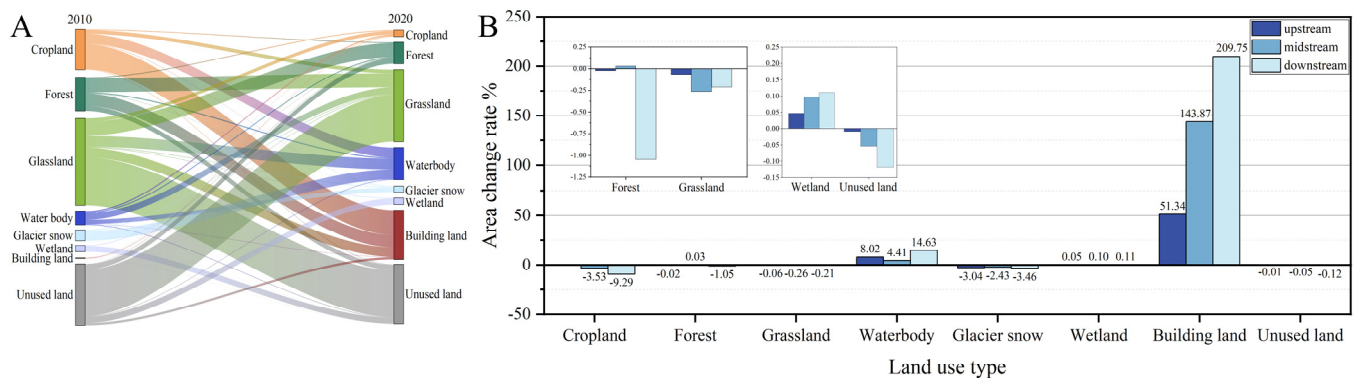 A
2010
2020
Cropland
Forest
Glassland
Water body
Glacier snow
Wetland
Building land
Unused land
Cropland
Forest
Grassland
Waterbody
Glacier snow
Wetland
Building land
Unused land
B
Area change rate %
250
200
150
100
50
0
-50
upstream
midstream
downstream
0.25
0.00
-0.25
-0.50
-0.75
-1.00
-1.25
Forest Grassland
0.25
0.20
0.15
0.10
0.05
0.00
-0.05
-0.10
-0.15
Wetland Unused land
-3.53 -9.29
-0.02 0.03 -1.05
-0.06 -0.26 -0.21
8.02 4.41 14.63
-3.04 -2.43 -3.46
0.05 0.10 0.11
51.34 143.87 209.75
-0.01 -0.05 -0.12
Cropland Forest Grassland Waterbody Glacier snow Wetland Building land Unused land
Land use type